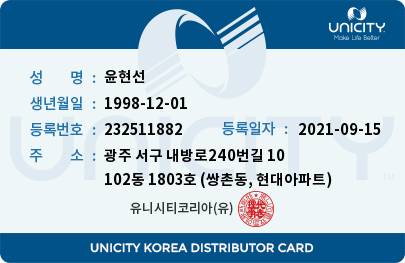 UNICITY
Make Life Better
성 명 : 윤현선
생년월일 : 1998-12-01
등록번호 : 232511882 등록일자 : 2021-09-15
주 소 : 광주 서구 내방로240번길 10
102동 1803호 (쌍촌동, 현대아파트)
유니시티코리아(유)
UNICITY KOREA DISTRIBUTOR CARD
UNICITY